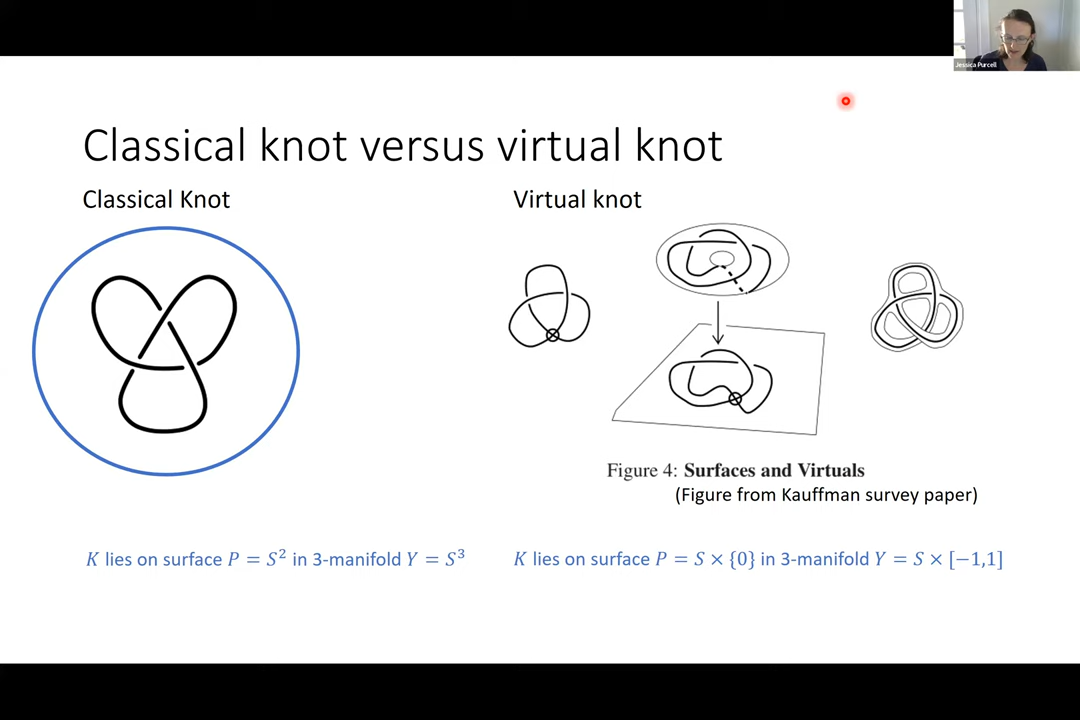 Jessica Purcell
Classical knot versus virtual knot
Classical Knot
Virtual knot
Figure 4: Surfaces and Virtuals
(Figure from Kauffman survey paper)
K lies on surface P = S² in 3-manifold Y = S³
K lies on surface P = S × {0} in 3-manifold Y = S × [−1,1]